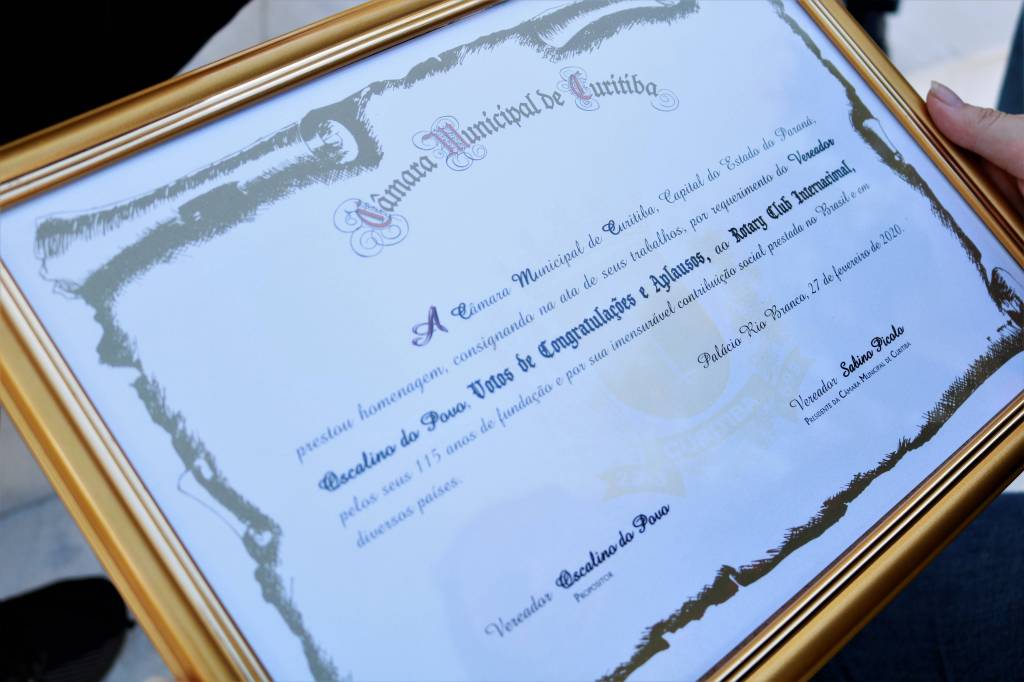 Câmara Municipal de Curitiba
A Câmara Municipal de Curitiba, Capital do Estado do Paraná,
prestou homenagem, consignando na ata de seus trabalhos, por requerimento do Vereador
Oscalino do Povo, Votos de Congratulações e Aplausos, ao Rotary Club Internacional,
pelos seus 115 anos de fundação e por sua imensurável contribuição social prestada no Brasil e em
diversos países.
Palácio Rio Branco, 27 de fevereiro de 2020.
Vereador Sabino Picolo
Presidente da Câmara Municipal de Curitiba
Vereador Oscalino do Povo
Propositor